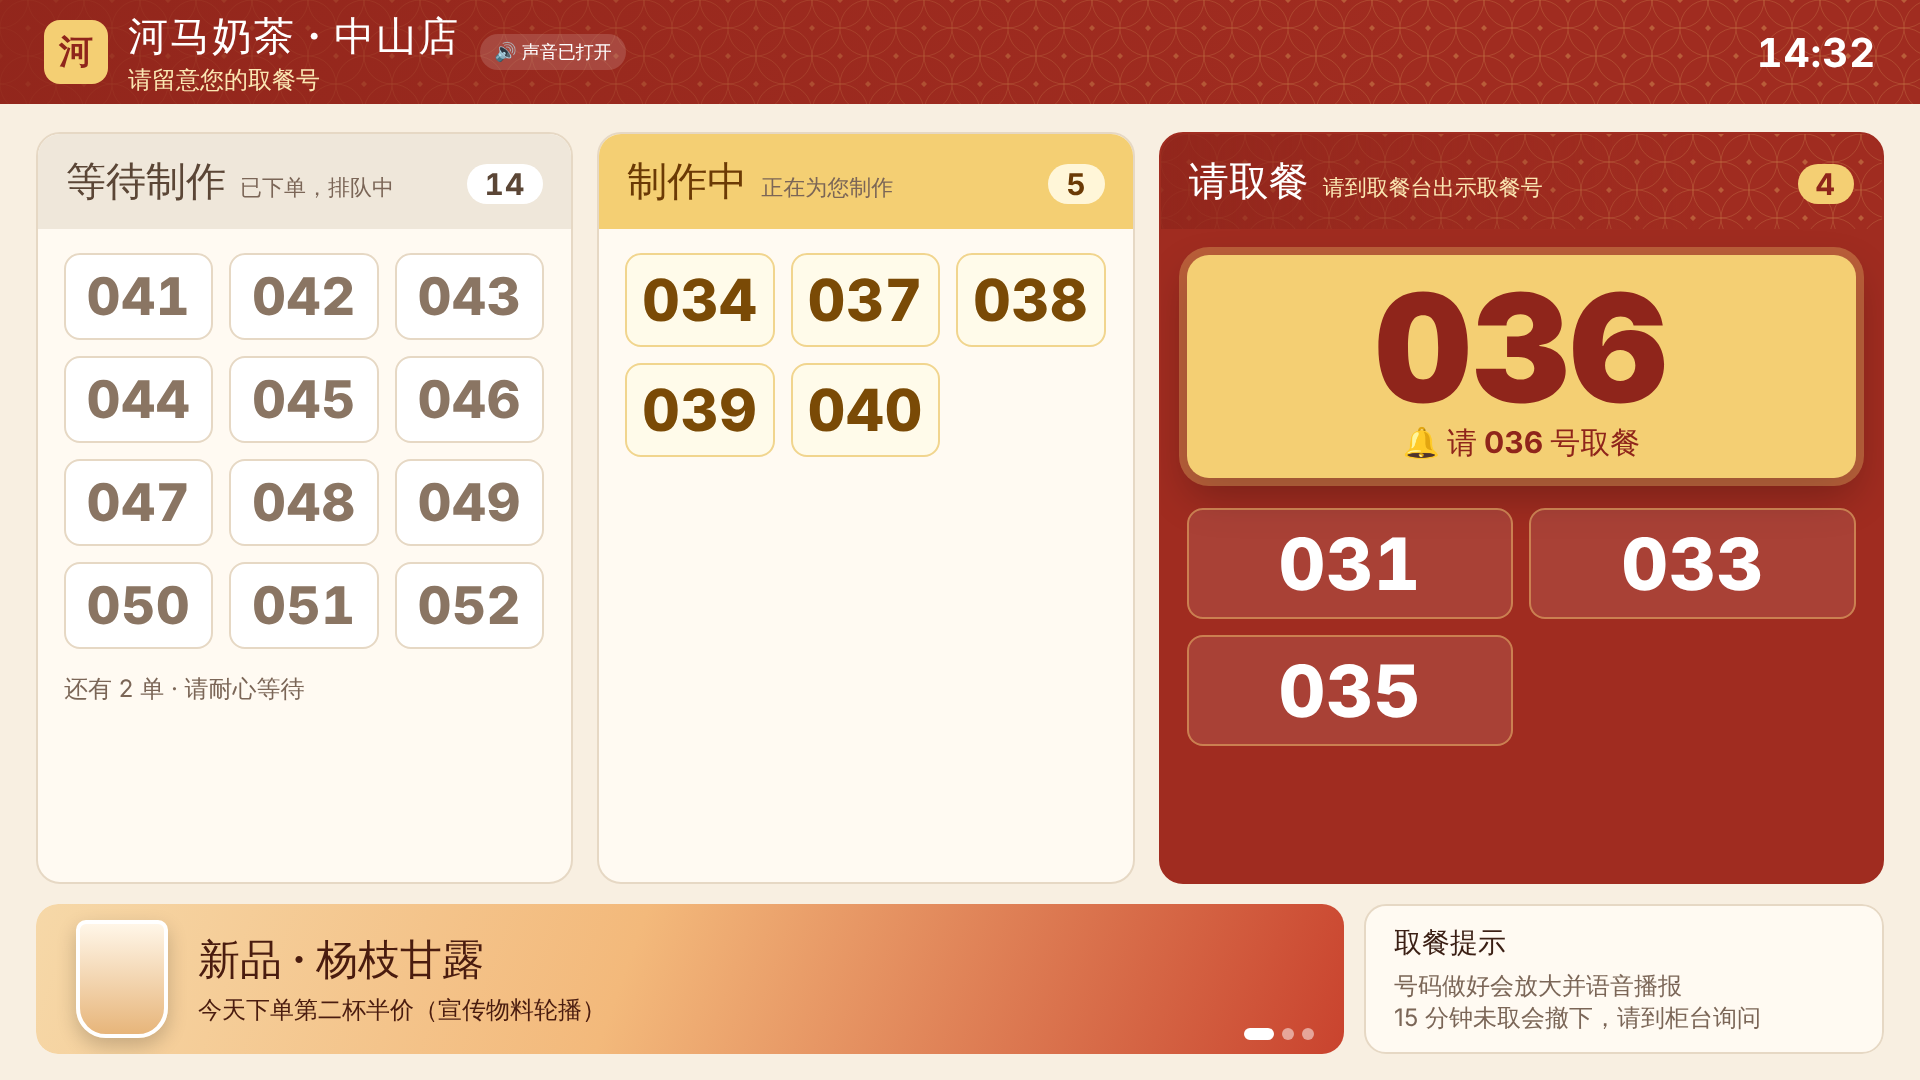 河
河马奶茶 · 中山店
请留意您的取餐号
🔊 声音已打开
14:32
等待制作 已下单，排队中 14
041 042 043
044 045 046
047 048 049
050 051 052
还有 2 单 · 请耐心等待
制作中 正在为您制作 5
034 037 038
039 040
请取餐 请到取餐台出示取餐号 4
036
🔔 请 036 号取餐
031 033
035
新品 · 杨枝甘露
今天下单第二杯半价（宣传物料轮播）
取餐提示
号码做好会放大并语音播报
15 分钟未取会撤下，请到柜台询问